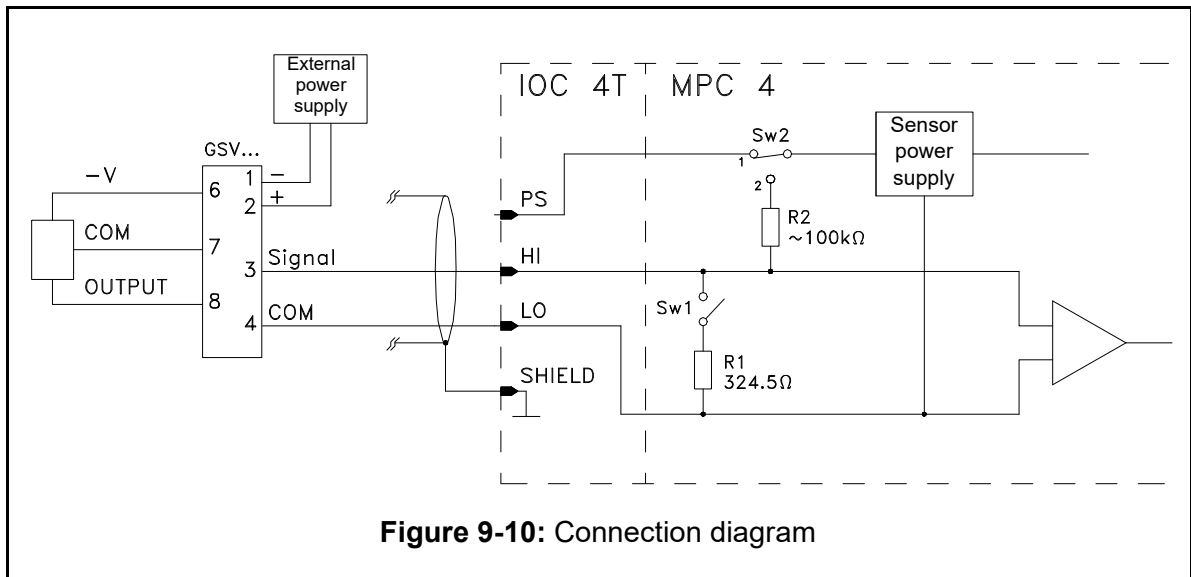 External
power
supply
GSV...
-V
6
1
-
2
+
COM
7
3
Signal
OUTPUT
8
4
COM
IOC 4T
MPC 4
PS
HI
LO
SHIELD
Sw2
1
2
R2
~100kΩ
Sw1
R1
324.5Ω
Sensor
power
supply
Figure 9-10: Connection diagram